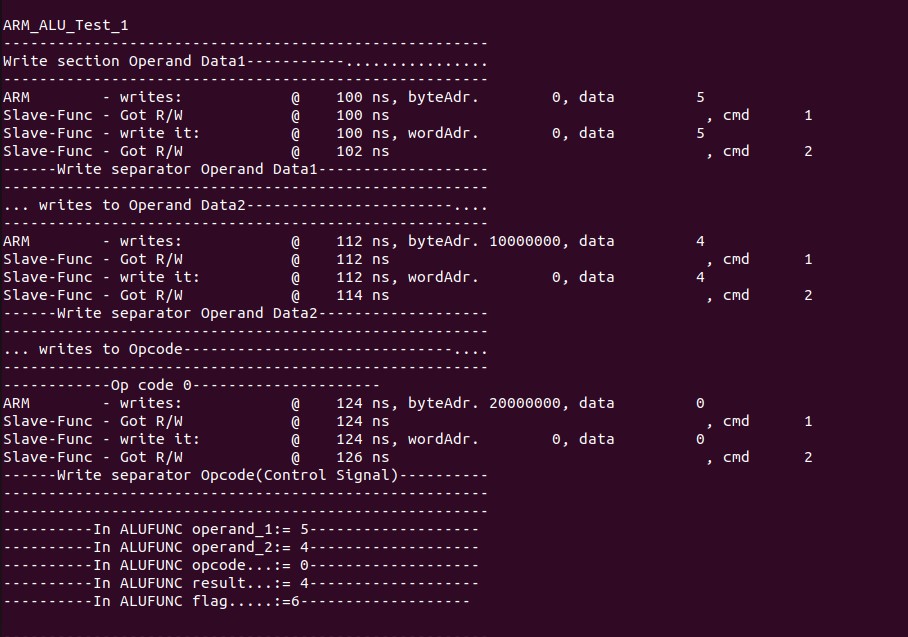 ARM_ALU_Test_1
------------------------------------------------------
Write section Operand Data1-----------................
------------------------------------------------------
ARM        - writes:            @    100 ns, byteAdr.        0, data         5
Slave-Func - Got R/W            @    100 ns                                   , cmd      1
Slave-Func - write it:          @    100 ns, wordAdr.        0, data         5
Slave-Func - Got R/W            @    102 ns                                   , cmd      2
------Write separator Operand Data1-------------------
------------------------------------------------------
... writes to Operand Data2-----------------------....
------------------------------------------------------
ARM        - writes:            @    112 ns, byteAdr. 10000000, data         4
Slave-Func - Got R/W            @    112 ns                                   , cmd      1
Slave-Func - write it:          @    112 ns, wordAdr.        0, data         4
Slave-Func - Got R/W            @    114 ns                                   , cmd      2
------Write separator Operand Data2-------------------
------------------------------------------------------
... writes to Opcode------------------------------....
------------------------------------------------------
------------Op code 0---------------------
ARM        - writes:            @    124 ns, byteAdr. 20000000, data         0
Slave-Func - Got R/W            @    124 ns                                   , cmd      1
Slave-Func - write it:          @    124 ns, wordAdr.        0, data         0
Slave-Func - Got R/W            @    126 ns                                   , cmd      2
------Write separator Opcode(Control Signal)----------
------------------------------------------------------
------------------------------------------------------
----------In ALUFUNC operand_1:= 5-------------------
----------In ALUFUNC operand_2:= 4-------------------
----------In ALUFUNC opcode...:= 0-------------------
----------In ALUFUNC result...:= 4-------------------
----------In ALUFUNC flag.....:=6-------------------